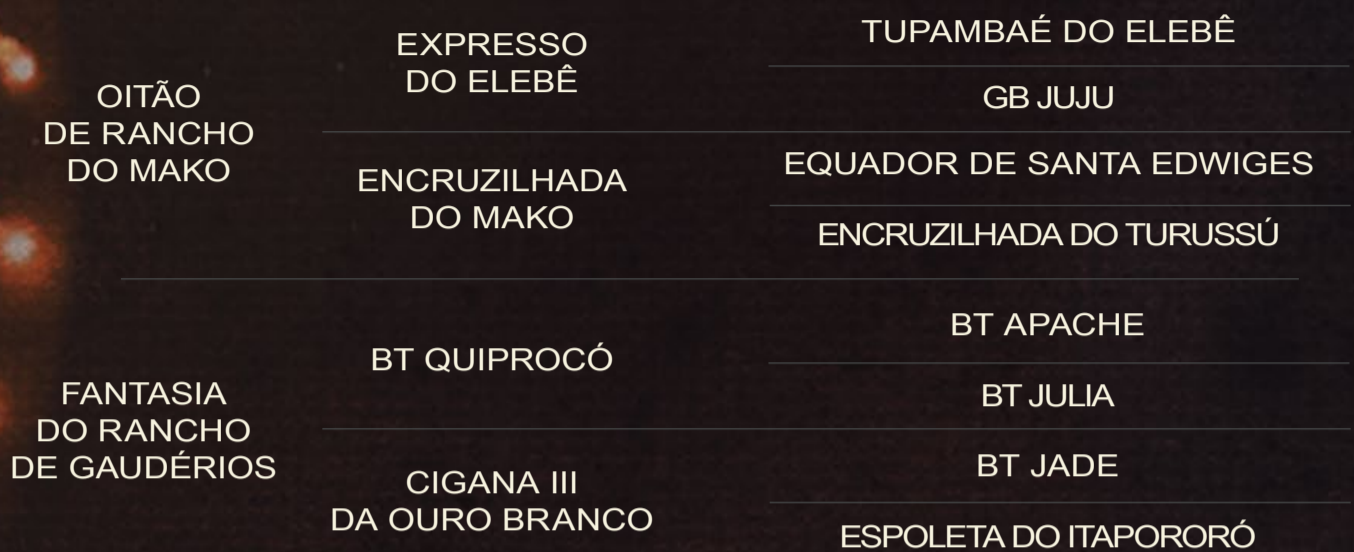 OITÃO
DE RANCHO
DO MAKO
EXPRESSO
DO ELEBÊ
TUPAMBAÉ DO ELEBÊ
GB JUJU
ENCRUZILHADA
DO MAKO
EQUADOR DE SANTA EDWIGES
ENCRUZILHADA DO TURUSSÚ
FANTASIA
DO RANCHO
DE GAUDÉRIOS
BT QUIPROCÓ
BT APACHE
BT JULIA
CIGANA III
DA OURO BRANCO
BT JADE
ESPOLETA DO ITAPORORÓ